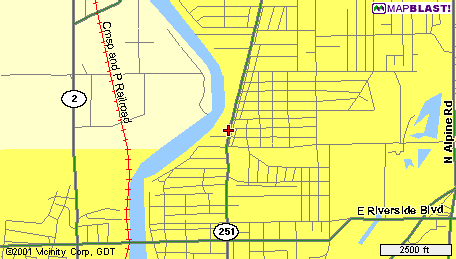 MAPBLAST!
Cmsp and P Railroad
2
N Alpine Rd
E Riverside Blvd
251
©2001 Vicinity Corp, GDT
2500 ft